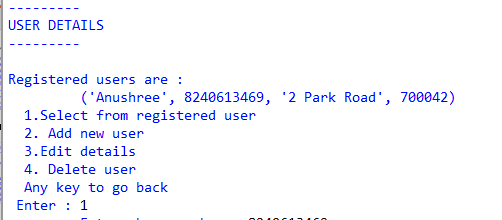 ---------
USER DETAILS
---------
Registered users are :
('Anushree', 8240613469, '2 Park Road', 700042)
1.Select from registered user
2. Add new user
3.Edit details
4. Delete user
Any key to go back
Enter : 1